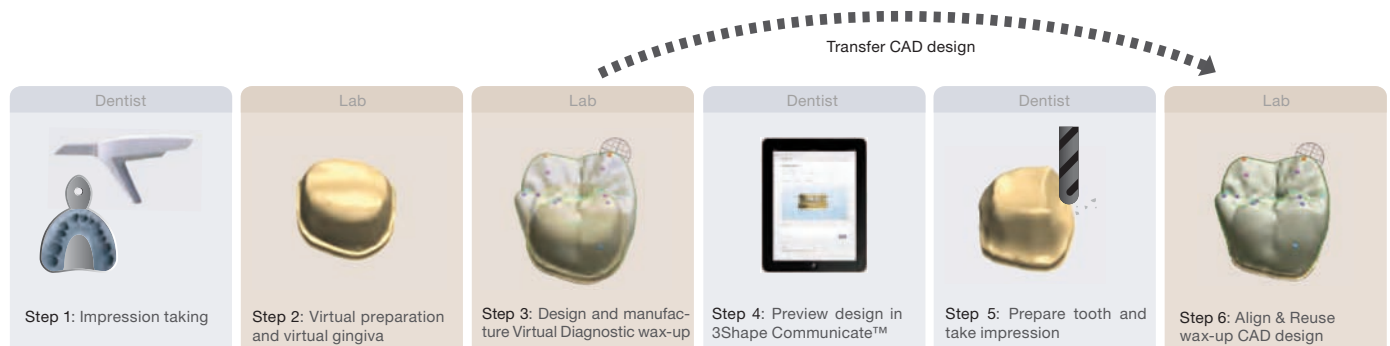 Transfer CAD design
Dentist
Lab
Lab
Dentist
Dentist
Lab
Step 1: Impression taking
Step 2: Virtual preparation
and virtual gingiva
Step 3: Design and manufac-
ture Virtual Diagnostic wax-up
Step 4: Preview design in
3Shape Communicate™
Step 5: Prepare tooth and
take impression
Step 6: Align & Reuse
wax-up CAD design